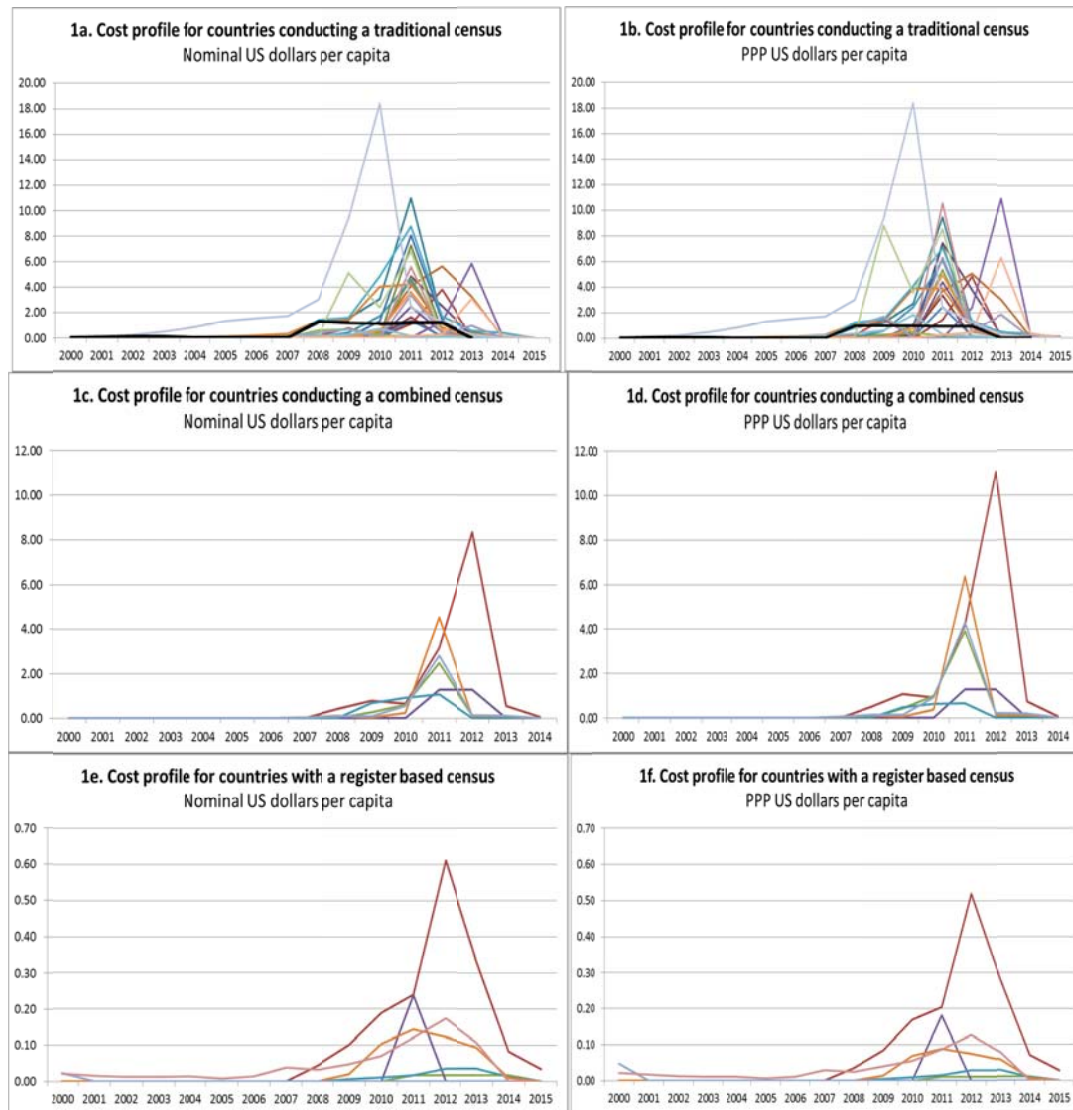 1a. Cost profile for countries conducting a traditional census
Nominal US dollars per capita
20.00
18.00
16.00
14.00
12.00
10.00
8.00
6.00
4.00
2.00
0.00
2000 2001 2002 2003 2004 2005 2006 2007 2008 2009 2010 2011 2012 2013 2014 2015
1b. Cost profile for countries conducting a traditional census
PPP US dollars per capita
20.00
18.00
16.00
14.00
12.00
10.00
8.00
6.00
4.00
2.00
0.00
2000 2001 2002 2003 2004 2005 2006 2007 2008 2009 2010 2011 2012 2013 2014 2015
1c. Cost profile for countries conducting a combined census
Nominal US dollars per capita
12.00
10.00
8.00
6.00
4.00
2.00
0.00
2000 2001 2002 2003 2004 2005 2006 2007 2008 2009 2010 2011 2012 2013 2014
1d. Cost profile for countries conducting a combined census
PPP US dollars per capita
12.00
10.00
8.00
6.00
4.00
2.00
0.00
2000 2001 2002 2003 2004 2005 2006 2007 2008 2009 2010 2011 2012 2013 2014
1e. Cost profile for countries with a register based census
Nominal US dollars per capita
0.70
0.60
0.50
0.40
0.30
0.20
0.10
0.00
2000 2001 2002 2003 2004 2005 2006 2007 2008 2009 2010 2011 2012 2013 2014 2015
1f. Cost profile for countries with a register based census
PPP US dollars per capita
0.70
0.60
0.50
0.40
0.30
0.20
0.10
0.00
2000 2001 2002 2003 2004 2005 2006 2007 2008 2009 2010 2011 2012 2013 2014 2015